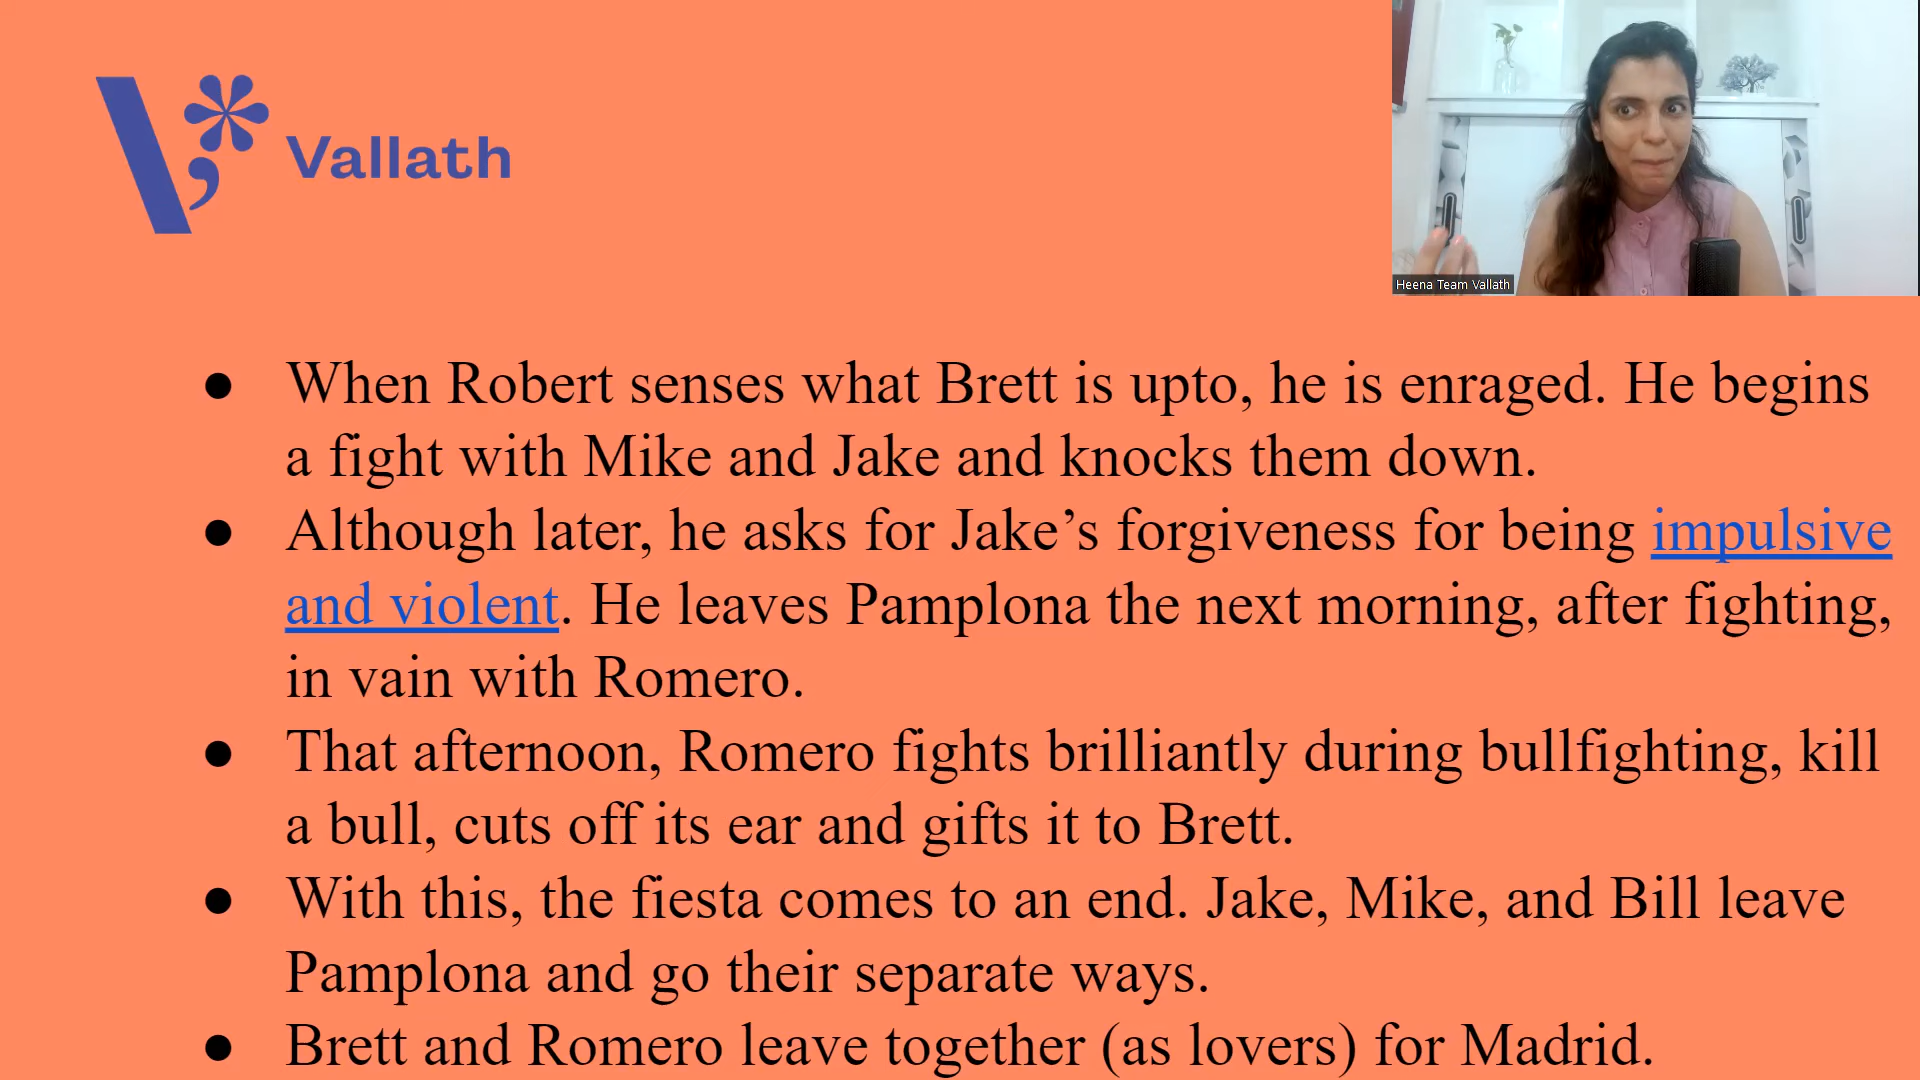 Vallath
Heena Team Vallath
● When Robert senses what Brett is upto, he is enraged. He begins
a fight with Mike and Jake and knocks them down.
● Although later, he asks for Jake’s forgiveness for being impulsive
and violent. He leaves Pamplona the next morning, after fighting,
in vain with Romero.
● That afternoon, Romero fights brilliantly during bullfighting, kill
a bull, cuts off its ear and gifts it to Brett.
● With this, the fiesta comes to an end. Jake, Mike, and Bill leave
Pamplona and go their separate ways.
● Brett and Romero leave together (as lovers) for Madrid.